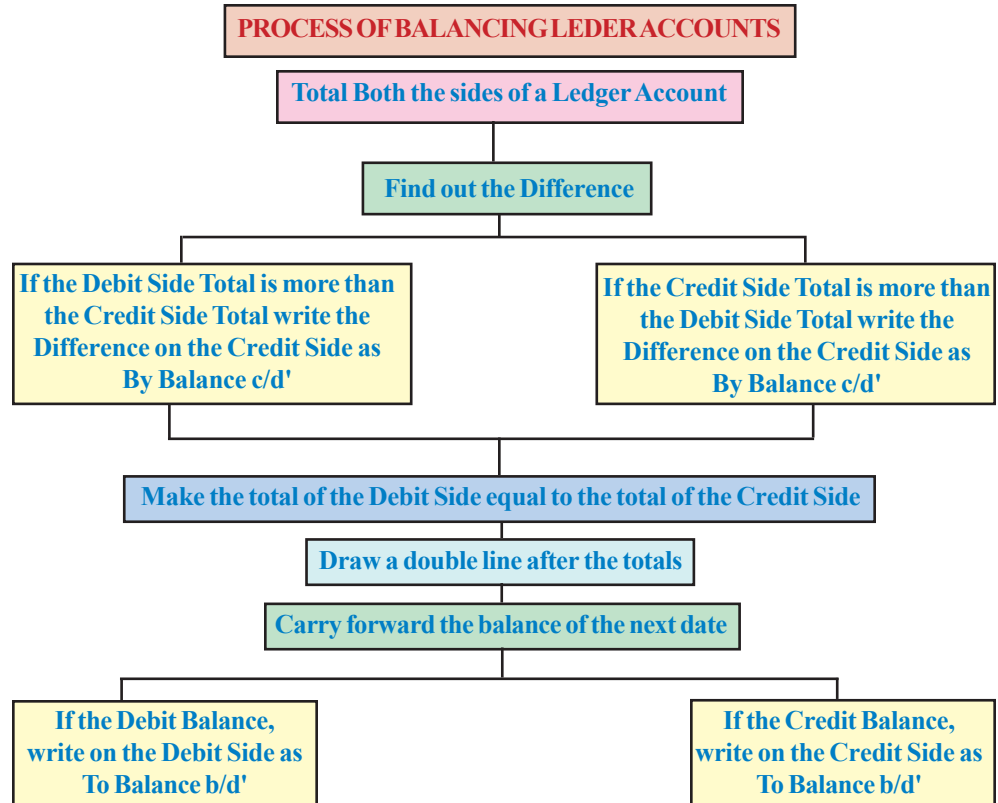 PROCESS OF BALANCING LEDER ACCOUNTS
Total Both the sides of a Ledger Account
Find out the Difference
If the Debit Side Total is more than
the Credit Side Total write the
Difference on the Credit Side as
By Balance c/d'
If the Credit Side Total is more than
the Debit Side Total write the
Difference on the Credit Side as
By Balance c/d'
Make the total of the Debit Side equal to the total of the Credit Side
Draw a double line after the totals
Carry forward the balance of the next date
If the Debit Balance,
write on the Debit Side as
To Balance b/d'
If the Credit Balance,
write on the Credit Side as
To Balance b/d'